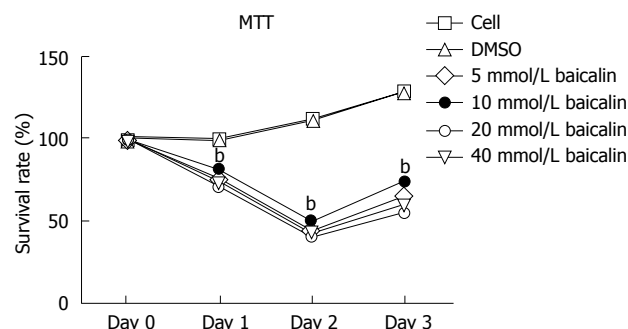 MTT
Cell
DMSO
5 mmol/L baicalin
10 mmol/L baicalin
20 mmol/L baicalin
40 mmol/L baicalin
Survival rate (%)
150
100
50
0
b
b
b
Day 0 Day 1 Day 2 Day 3